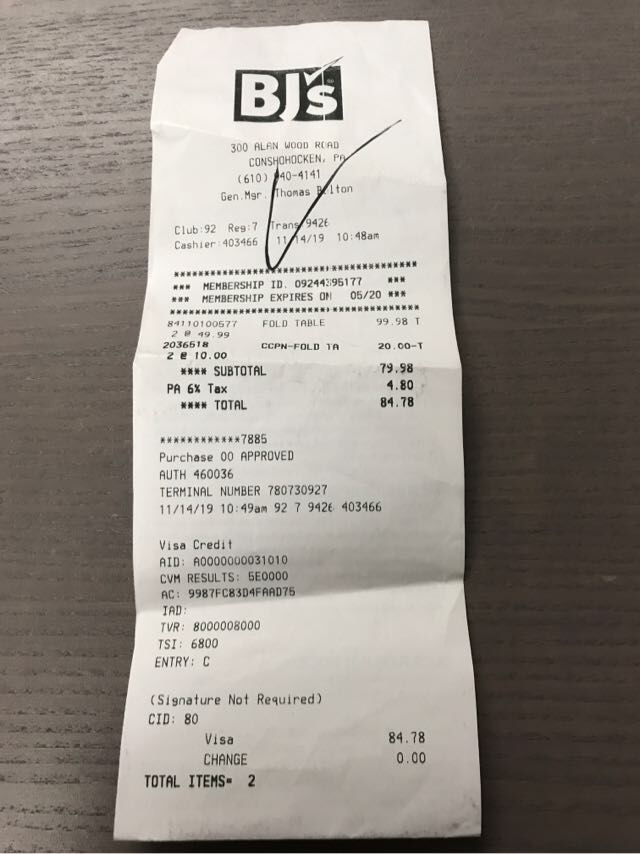 BJ's
300 ALAN WOOD ROAD
CONSHOHOCKEN, PA
(610) 940-4141
Gen.Mgr. Thomas Bolton
Club:92 Reg:7 Trans:9426
Cashier:403466 11/14/19 10:48am
****************************************
*** MEMBERSHIP ID. 09244395177 ***
*** MEMBERSHIP EXPIRES ON 05/20 ***
****************************************
84110100577 FOLD TABLE 99.98 T
2 @ 49.99
2036518 CCPN-FOLD TA 20.00-T
2 @ 10.00
**** SUBTOTAL 79.98
PA 6% Tax 4.80
**** TOTAL 84.78
************7885
Purchase 00 APPROVED
AUTH 460036
TERMINAL NUMBER 780730927
11/14/19 10:49am 92 7 9426 403466
Visa Credit
AID: A0000000031010
CVM RESULTS: 5E0000
AC: 9987FC83D4FAAD75
IAD:
TVR: 8000008000
TSI: 6800
ENTRY: C
(Signature Not Required)
CID: 80
Visa 84.78
CHANGE 0.00
TOTAL ITEMS= 2